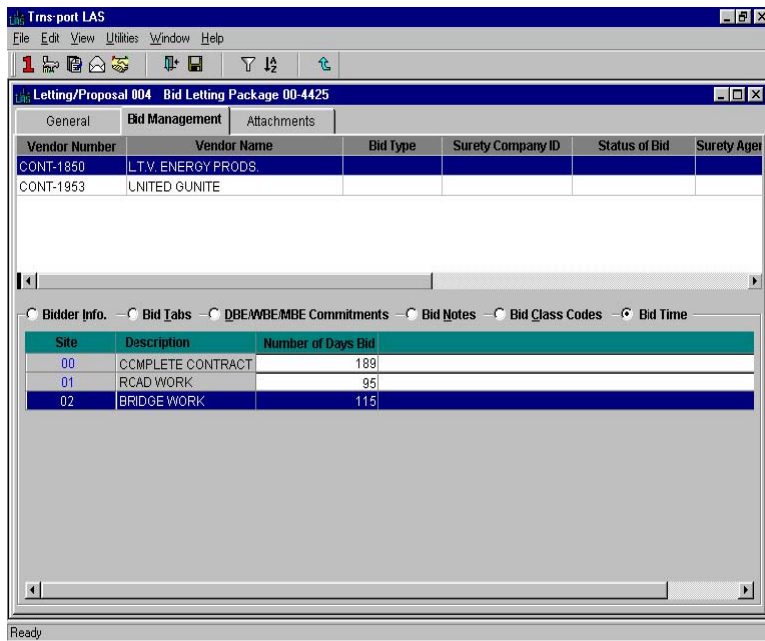 Trns·port LAS
File Edit View Utilities Window Help
Letting/Proposal 004 Bid Letting Package 00-4425
General Bid Management Attachments
Vendor Number Vendor Name Bid Type Surety Company ID Status of Bid Surety Agen
CONT-1850 L.T.V. ENERGY PRODS.
CONT-1953 UNITED GUNITE
Bidder Info. Bid Tabs DBE/WBE/MBE Commitments Bid Notes Bid Class Codes Bid Time
Site Description Number of Days Bid
00 COMPLETE CONTRACT 189
01 ROAD WORK 95
02 BRIDGE WORK 115
Ready